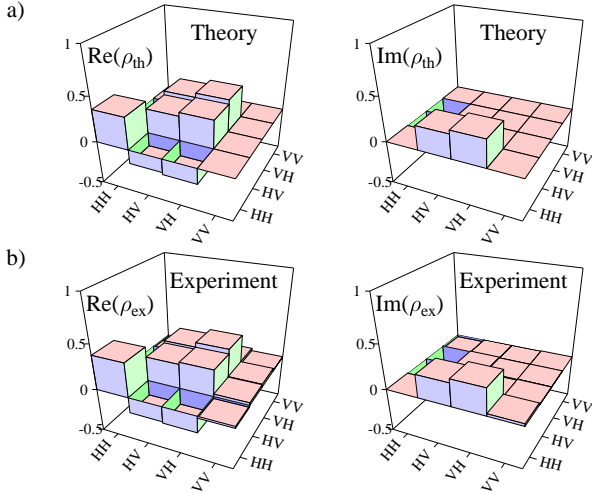 a)
Theory
Re(ρth)
1
0.5
0
-0.5
HH
HV
VH
VV
VV
VH
HV
HH
Theory
Im(ρth)
1
0.5
0
-0.5
HH
HV
VH
VV
VV
VH
HV
HH
b)
Experiment
Re(ρex)
1
0.5
0
-0.5
HH
HV
VH
VV
VV
VH
HV
HH
Experiment
Im(ρex)
1
0.5
0
-0.5
HH
HV
VH
VV
VV
VH
HV
HH